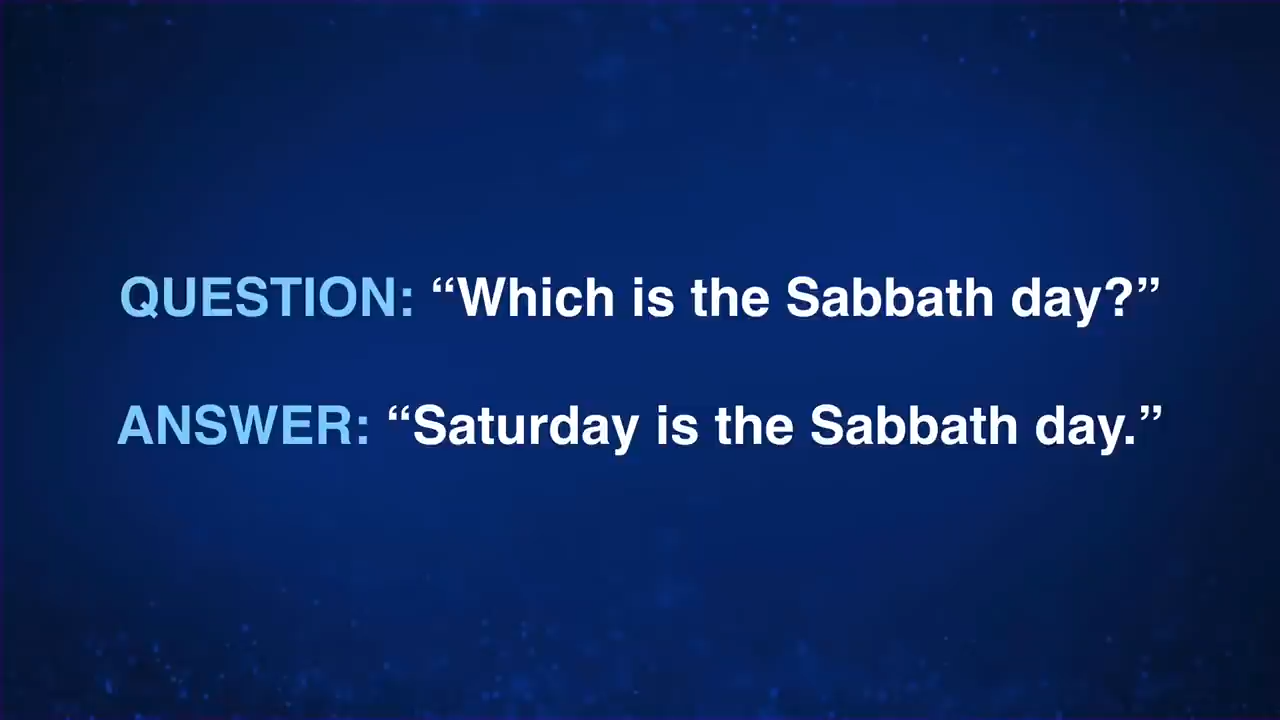 QUESTION: “Which is the Sabbath day?”
ANSWER: “Saturday is the Sabbath day.”